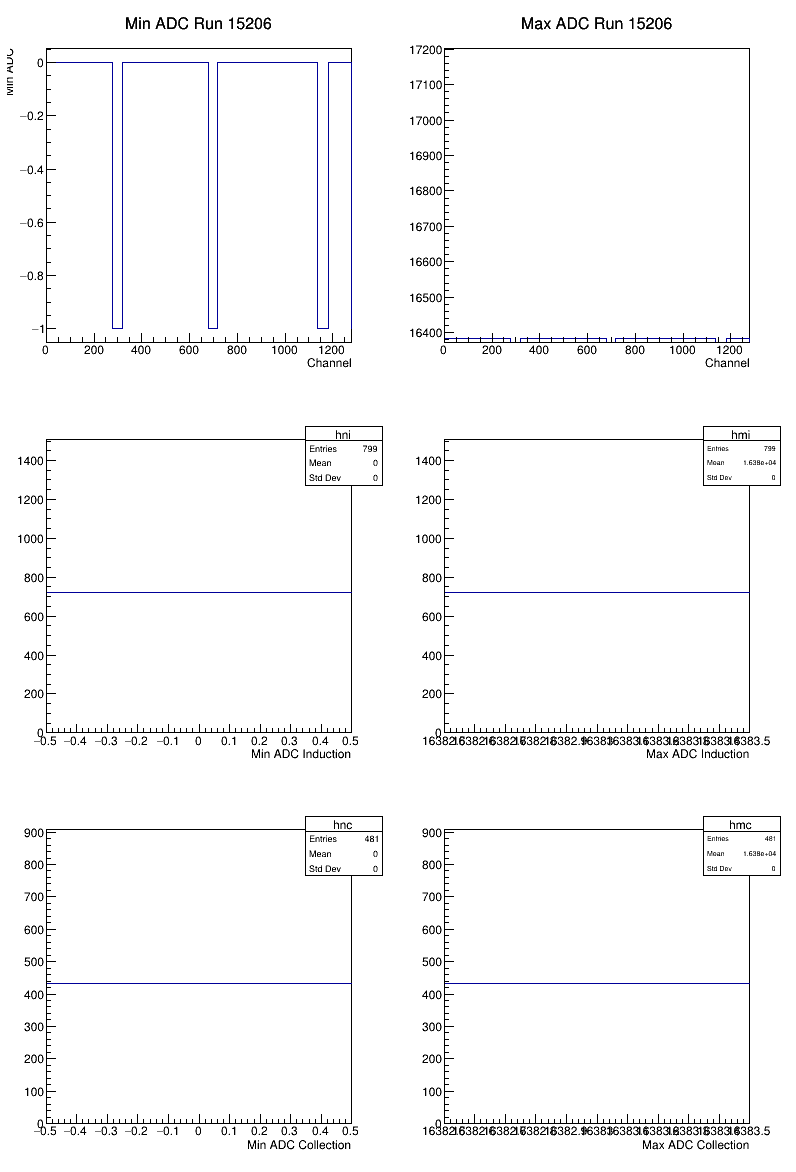 Min ADC Run 15206
Max ADC Run 15206
Min ADC
0
−0.2
−0.4
−0.6
−0.8
−1
0 200 400 600 800 1000 1200
Channel
17200
17100
17000
16900
16800
16700
16600
16500
16400
0 200 400 600 800 1000 1200
Channel
hni
Entries 799
Mean 0
Std Dev 0
1400
1200
1000
800
600
400
200
0
−0.5 −0.4 −0.3 −0.2 −0.1 0 0.1 0.2 0.3 0.4 0.5
Min ADC Induction
hmi
Entries 799
Mean 1.638e+04
Std Dev 0
1400
1200
1000
800
600
400
200
0
Max ADC Induction
hnc
Entries 481
Mean 0
Std Dev 0
900
800
700
600
500
400
300
200
100
0
−0.5 −0.4 −0.3 −0.2 −0.1 0 0.1 0.2 0.3 0.4 0.5
Min ADC Collection
hmc
Entries 481
Mean 1.638e+04
Std Dev 0
900
800
700
600
500
400
300
200
100
0
Max ADC Collection